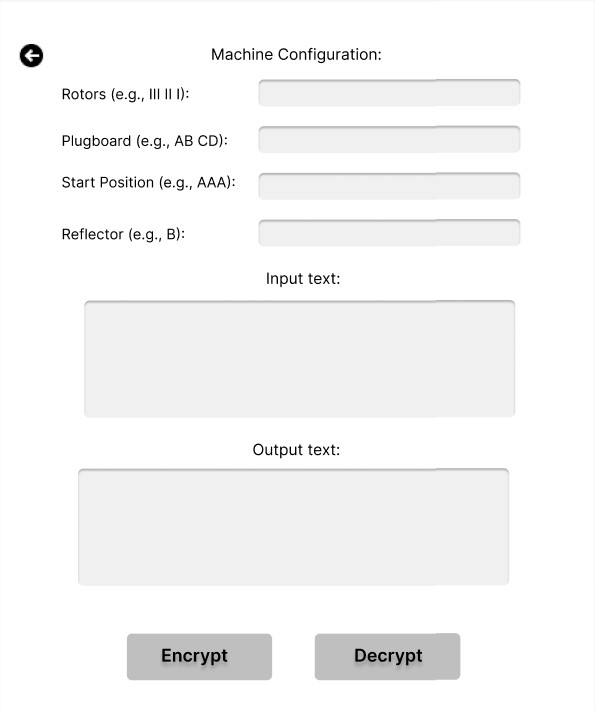 Machine Configuration:
Rotors (e.g., III II I):
Plugboard (e.g., AB CD):
Start Position (e.g., AAA):
Reflector (e.g., B):
Input text:
Output text:
Encrypt
Decrypt